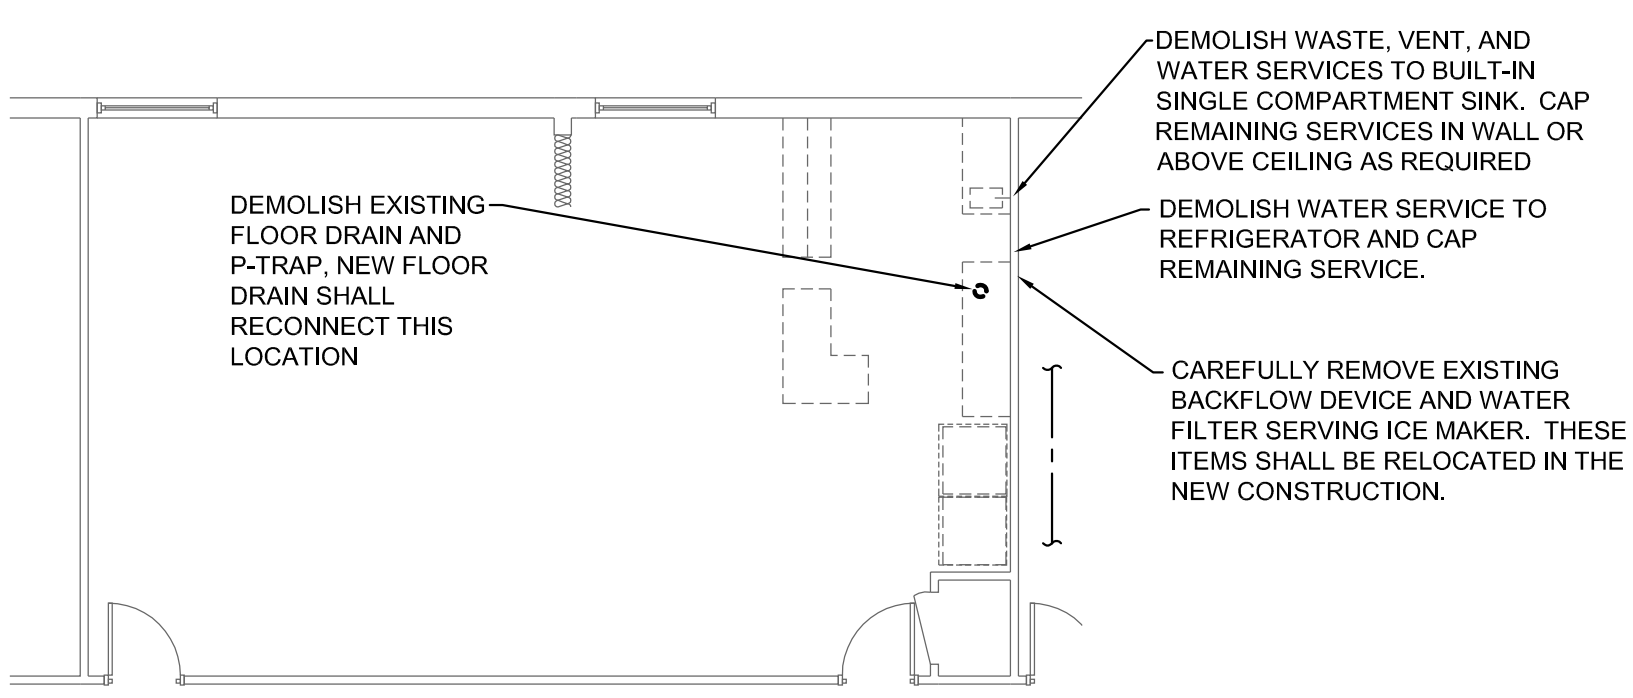 DEMOLISH WASTE, VENT, AND
WATER SERVICES TO BUILT-IN
SINGLE COMPARTMENT SINK.  CAP
REMAINING SERVICES IN WALL OR
ABOVE CEILING AS REQUIRED
DEMOLISH EXISTING
FLOOR DRAIN AND
P-TRAP, NEW FLOOR
DRAIN SHALL
RECONNECT THIS
LOCATION
DEMOLISH WATER SERVICE TO
REFRIGERATOR AND CAP
REMAINING SERVICE.
CAREFULLY REMOVE EXISTING
BACKFLOW DEVICE AND WATER
FILTER SERVING ICE MAKER.  THESE
ITEMS SHALL BE RELOCATED IN THE
NEW CONSTRUCTION.